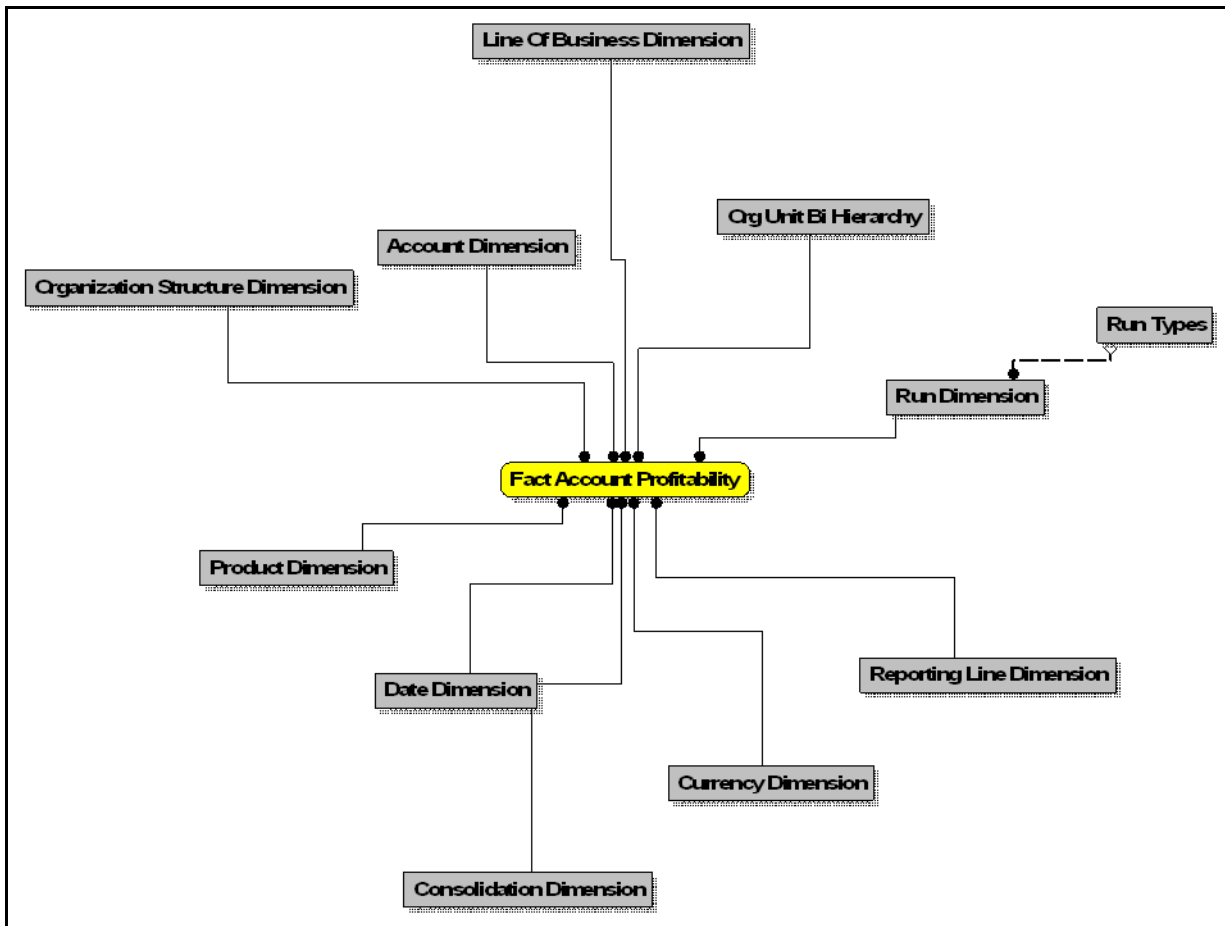 Line Of Business Dimension
Org Unit Bi Hierarchy
Account Dimension
Organization Structure Dimension
Run Types
Run Dimension
Fact Account Profitability
Product Dimension
Reporting Line Dimension
Date Dimension
Currency Dimension
Consolidation Dimension